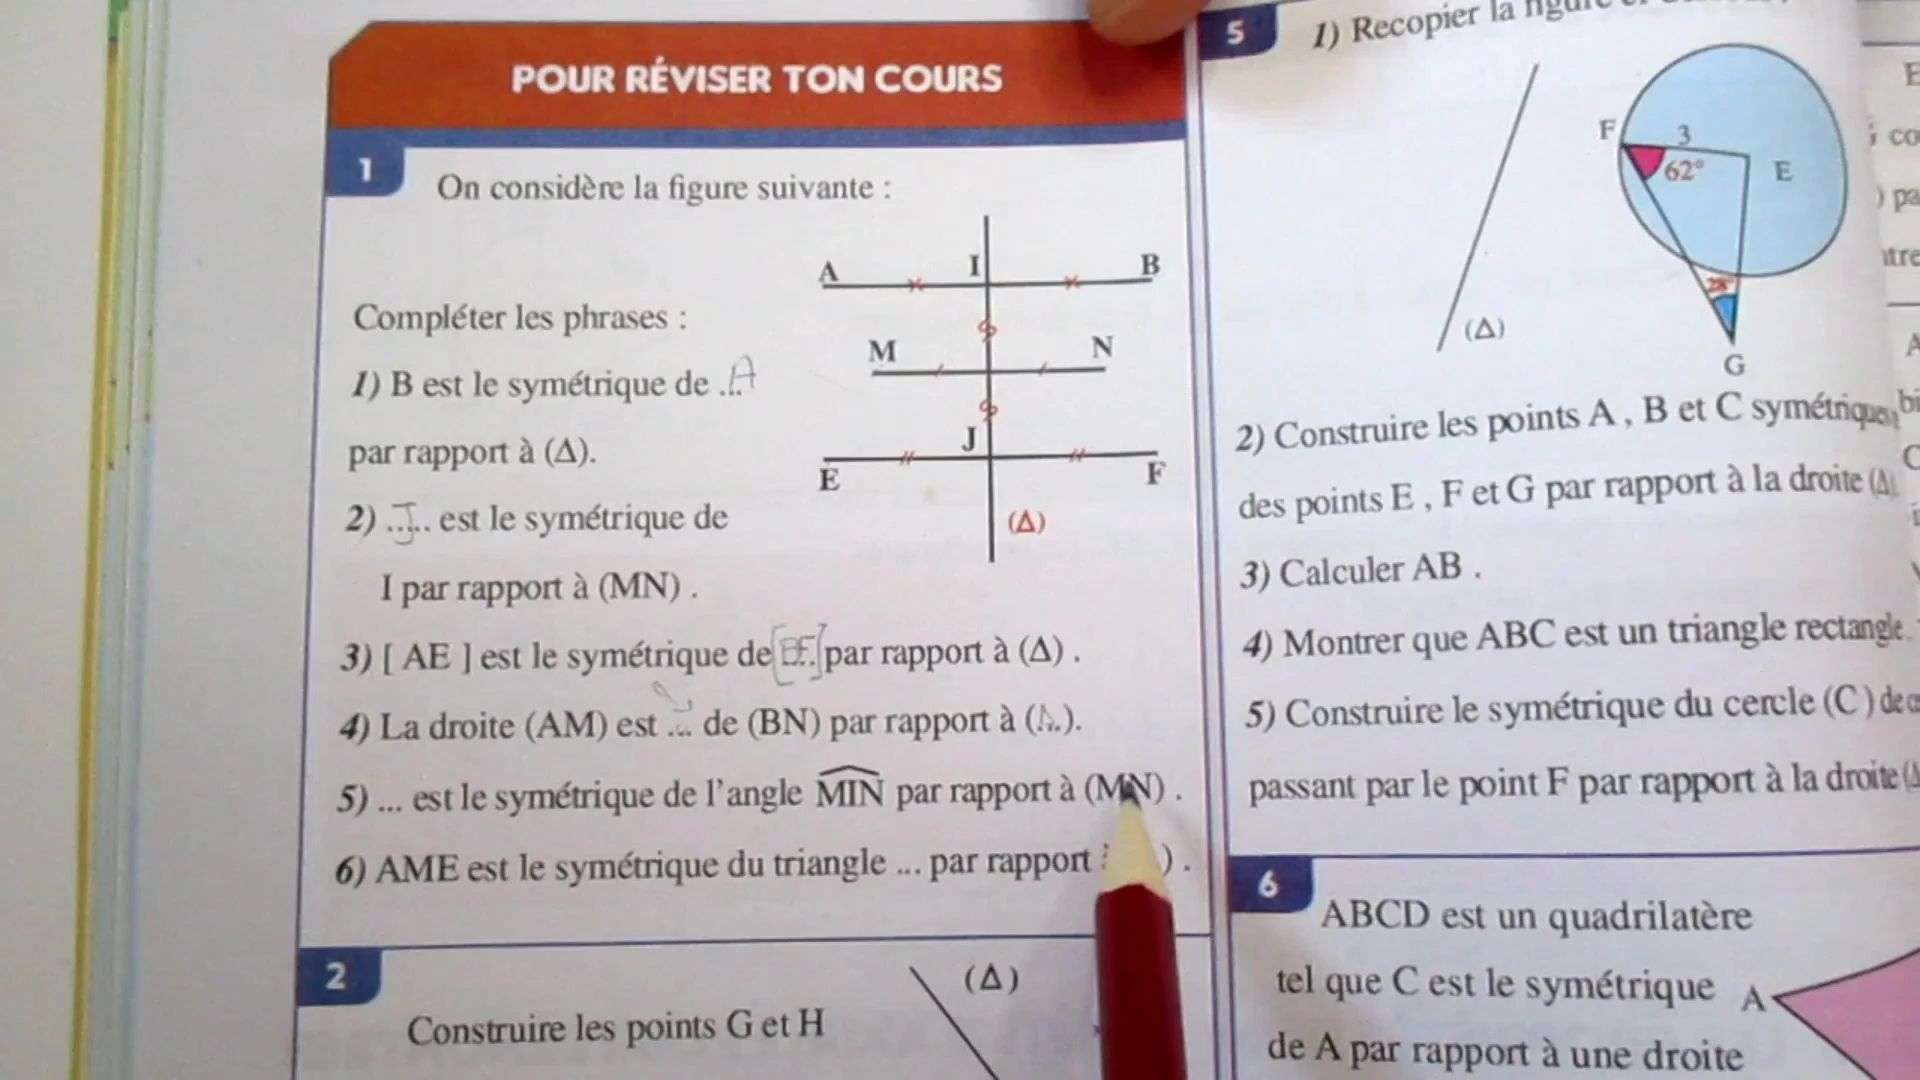 POUR RÉVISER TON COURS
1
On considère la figure suivante :
A I B
M N
J
E F
(Δ)
Compléter les phrases :
1) B est le symétrique de ... A
par rapport à (Δ).
2) ..J.. est le symétrique de
I par rapport à (MN) .
3) [ AE ] est le symétrique de [BF] par rapport à (Δ) .
4) La droite (AM) est ... de (BN) par rapport à (Δ..).
5) ... est le symétrique de l'angle MIN par rapport à (MN) .
6) AME est le symétrique du triangle ... par rapport ) .
2
(Δ)
Construire les points G et H
5
1) Recopier la
F 3
62° E
28°
(Δ)
G
2) Construire les points A , B et C symétriques
des points E , F et G par rapport à la droite (Δ)
3) Calculer AB .
4) Montrer que ABC est un triangle rectangle.
5) Construire le symétrique du cercle (C) de
passant par le point F par rapport à la droite (Δ
6
ABCD est un quadrilatère
tel que C est le symétrique
A
de A par rapport à une droite